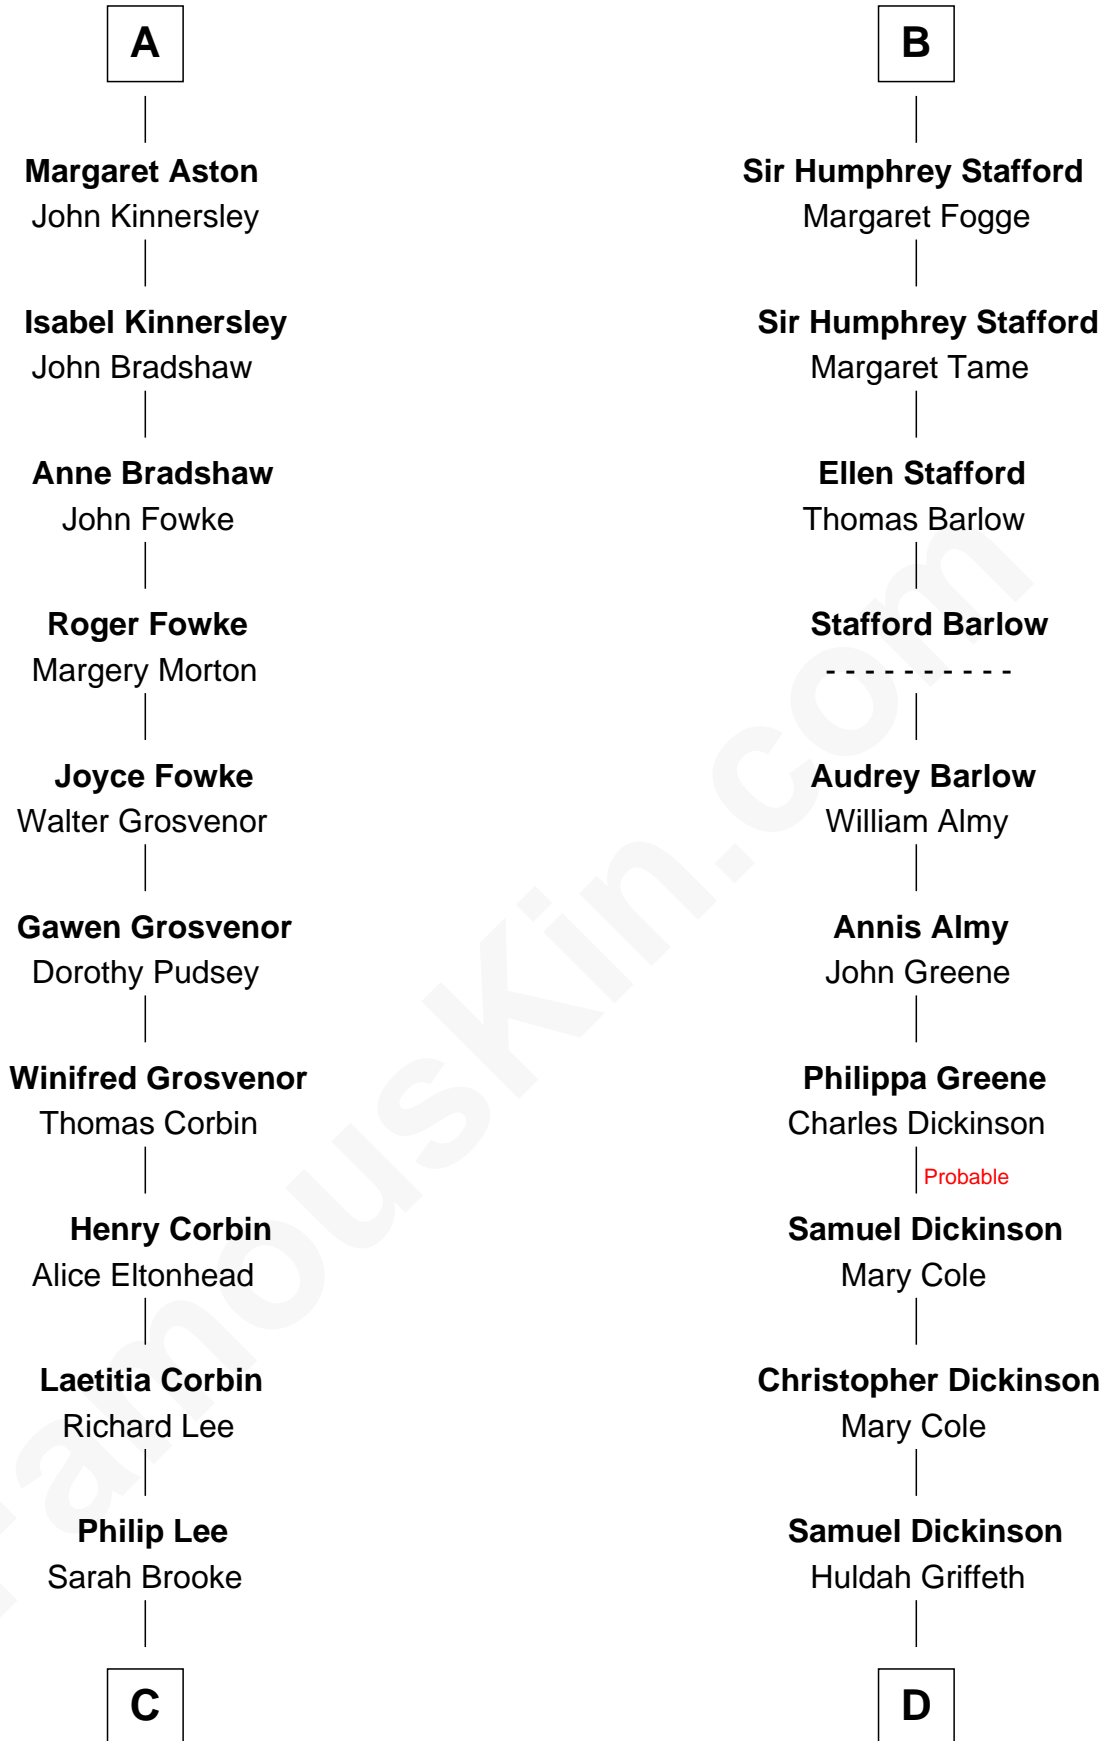 A
Margaret Aston
John Kinnersley
Isabel Kinnersley
John Bradshaw
Anne Bradshaw
John Fowke
Roger Fowke
Margery Morton
Joyce Fowke
Walter Grosvenor
Gawen Grosvenor
Dorothy Pudsey
Winifred Grosvenor
Thomas Corbin
Henry Corbin
Alice Eltonhead
Laetitia Corbin
Richard Lee
Philip Lee
Sarah Brooke
C
B
Sir Humphrey Stafford
Margaret Fogge
Sir Humphrey Stafford
Margaret Tame
Ellen Stafford
Thomas Barlow
Stafford Barlow
- - - - - - - - - -
Audrey Barlow
William Almy
Annis Almy
John Greene
Philippa Greene
Charles Dickinson
Probable
Samuel Dickinson
Mary Cole
Christopher Dickinson
Mary Cole
Samuel Dickinson
Huldah Griffeth
D
FamousKin.com